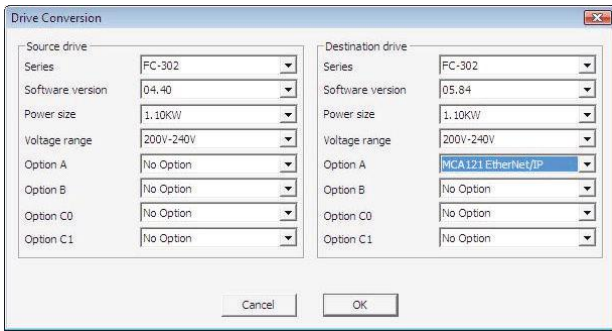 Drive Conversion
Source drive
Series FC-302
Software version 04.40
Power size 1.10KW
Voltage range 200V-240V
Option A No Option
Option B No Option
Option C0 No Option
Option C1 No Option
Destination drive
Series FC-302
Software version 05.84
Power size 1.10KW
Voltage range 200V-240V
Option A MCA121 EtherNet/IP
Option B No Option
Option C0 No Option
Option C1 No Option
Cancel OK